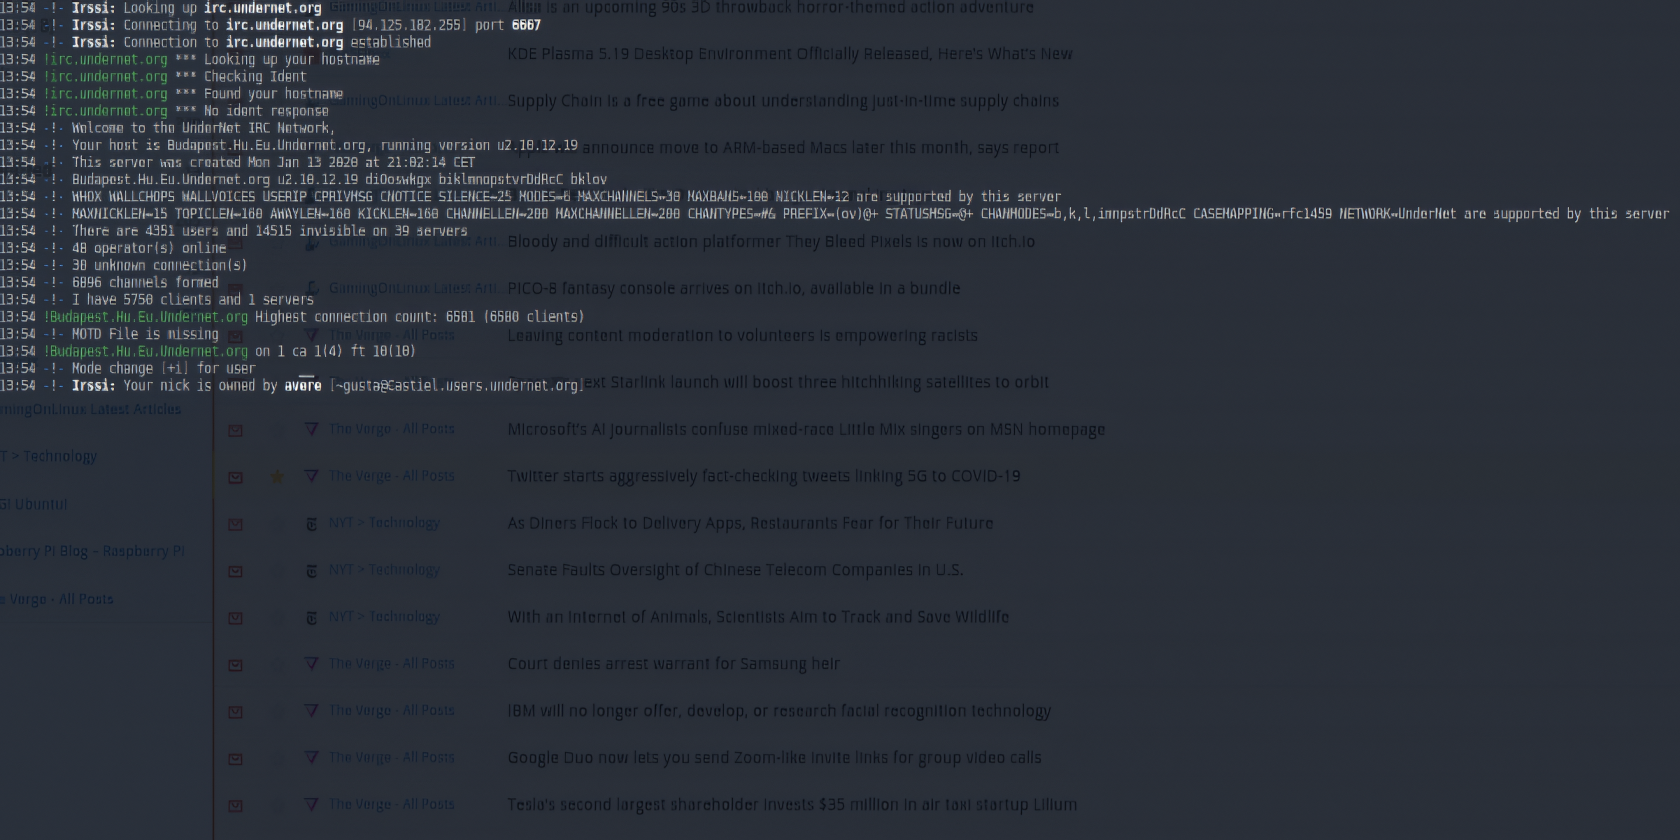 13:54 -!- Irssi: Looking up irc.undernet.org
13:54 -!- Irssi: Connecting to irc.undernet.org [94.125.182.255] port 6667
13:54 -!- Irssi: Connection to irc.undernet.org established
13:54 !irc.undernet.org *** Looking up your hostname
13:54 !irc.undernet.org *** Checking Ident
13:54 !irc.undernet.org *** Found your hostname
13:54 !irc.undernet.org *** No ident response
13:54 -!- Welcome to the UnderNet IRC Network,
13:54 -!- Your host is Budapest.Hu.Eu.Undernet.org, running version u2.10.12.19
13:54 -!- This server was created Mon Jan 13 2020 at 21:02:14 CET
13:54 -!- Budapest.Hu.Eu.Undernet.org u2.10.12.19 diOoswkgx biklmnopstvrDdRcC bklov
13:54 -!- WHOX WALLCHOPS WALLVOICES USERIP CPRIVMSG CNOTICE SILENCE=25 MODES=6 MAXCHANNELS=30 MAXBANS=100 NICKLEN=12 are supported by this server
13:54 -!- MAXNICKLEN=15 TOPICLEN=160 AWAYLEN=160 KICKLEN=160 CHANNELLEN=200 MAXCHANNELLEN=200 CHANTYPES=#& PREFIX=(ov)@+ STATUSMSG=@+ CHANMODES=b,k,l,imnpstrDdRcC CASEMAPPING=rfc1459 NETWORK=UnderNet are supported by this server
13:54 -!- There are 4351 users and 14515 invisible on 39 servers
13:54 -!- 48 operator(s) online
13:54 -!- 30 unknown connection(s)
13:54 -!- 6896 channels formed
13:54 -!- I have 5750 clients and 1 servers
13:54 !Budapest.Hu.Eu.Undernet.org Highest connection count: 6501 (6500 clients)
13:54 -!- MOTD File is missing
13:54 !Budapest.Hu.Eu.Undernet.org on 1 ca 1(4) ft 10(10)
13:54 -!- Mode change [+i] for user
13:54 -!- Irssi: Your nick is owned by avere [~gusta@Castiel.users.undernet.org]
is an upcoming 90s 3D throwback horror-themed action adventure
KDE Plasma 5.19 Desktop Environment Officially Released, Here's What's New
GamingOnLinux Latest Arti... Supply Chain is a free game about understanding just-in-time supply chains
announce move to ARM-based Macs later this month, says report
GamingOnLinux Latest Arti... Bloody and difficult action platformer They Bleed Pixels is now on itch.io
GamingOnLinux Latest Arti... PICO-8 fantasy console arrives on itch.io, available in a bundle
The Verge - All Posts Leaving content moderation to volunteers is empowering racists
ext Starlink launch will boost three hitchhiking satellites to orbit
mingOnLinux Latest Articles
The Verge - All Posts Microsoft's AI journalists confuse mixed-race Little Mix singers on MSN homepage
T > Technology
The Verge - All Posts Twitter starts aggressively fact-checking tweets linking 5G to COVID-19
G! Ubuntu!
NYT > Technology As Diners Flock to Delivery Apps, Restaurants Fear for Their Future
pberry Pi Blog – Raspberry Pi
NYT > Technology Senate Faults Oversight of Chinese Telecom Companies in U.S.
e Verge - All Posts
NYT > Technology With an Internet of Animals, Scientists Aim to Track and Save Wildlife
The Verge - All Posts Court denies arrest warrant for Samsung heir
The Verge - All Posts IBM will no longer offer, develop, or research facial recognition technology
The Verge - All Posts Google Duo now lets you send Zoom-like invite links for group video calls
The Verge - All Posts Tesla's second largest shareholder invests $35 million in air taxi startup Lilium